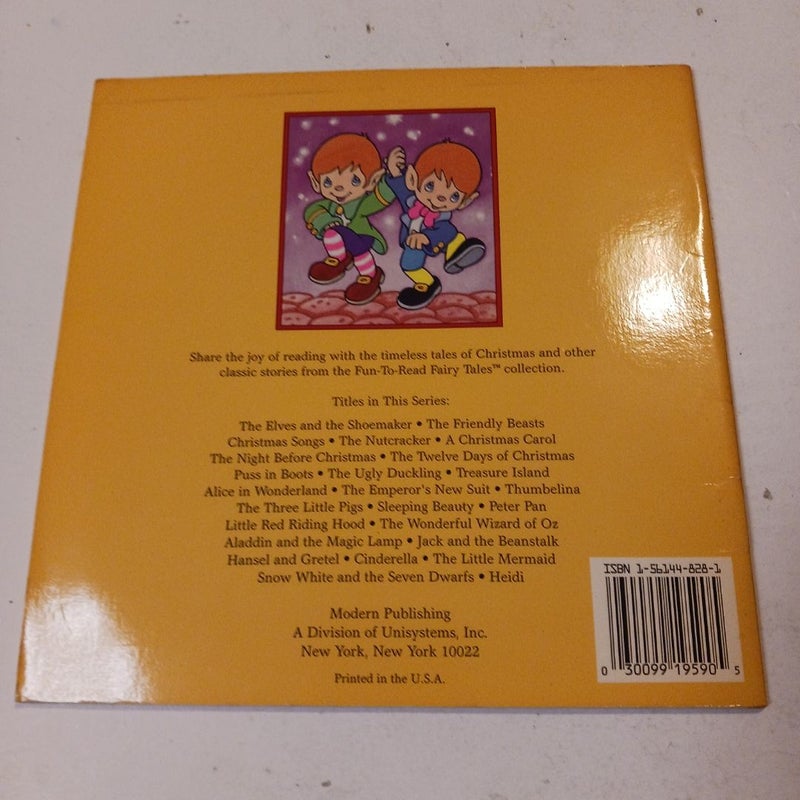 Share the joy of reading with the timeless tales of Christmas and other
classic stories from the Fun-To-Read Fairy Tales™ collection.
Titles in This Series:
The Elves and the Shoemaker • The Friendly Beasts
Christmas Songs • The Nutcracker • A Christmas Carol
The Night Before Christmas • The Twelve Days of Christmas
Puss in Boots • The Ugly Duckling • Treasure Island
Alice in Wonderland • The Emperor's New Suit • Thumbelina
The Three Little Pigs • Sleeping Beauty • Peter Pan
Little Red Riding Hood • The Wonderful Wizard of Oz
Aladdin and the Magic Lamp • Jack and the Beanstalk
Hansel and Gretel • Cinderella • The Little Mermaid
Snow White and the Seven Dwarfs • Heidi
Modern Publishing
A Division of Unisystems, Inc.
New York, New York 10022
Printed in the U.S.A.
ISBN 1-56144-828-1
0 30099 19590 5